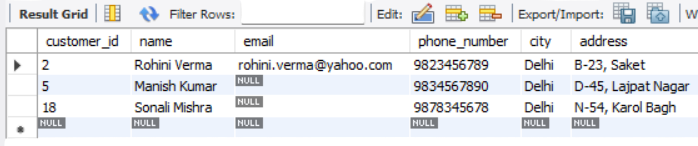 Result Grid Filter Rows: Edit: Export/Import: W
customer_id name email phone_number city address
2 Rohini Verma rohini.verma@yahoo.com 9823456789 Delhi B-23, Saket
5 Manish Kumar NULL 9834567890 Delhi D-45, Lajpat Nagar
18 Sonali Mishra NULL 9878345678 Delhi N-54, Karol Bagh
NULL NULL NULL NULL NULL NULL